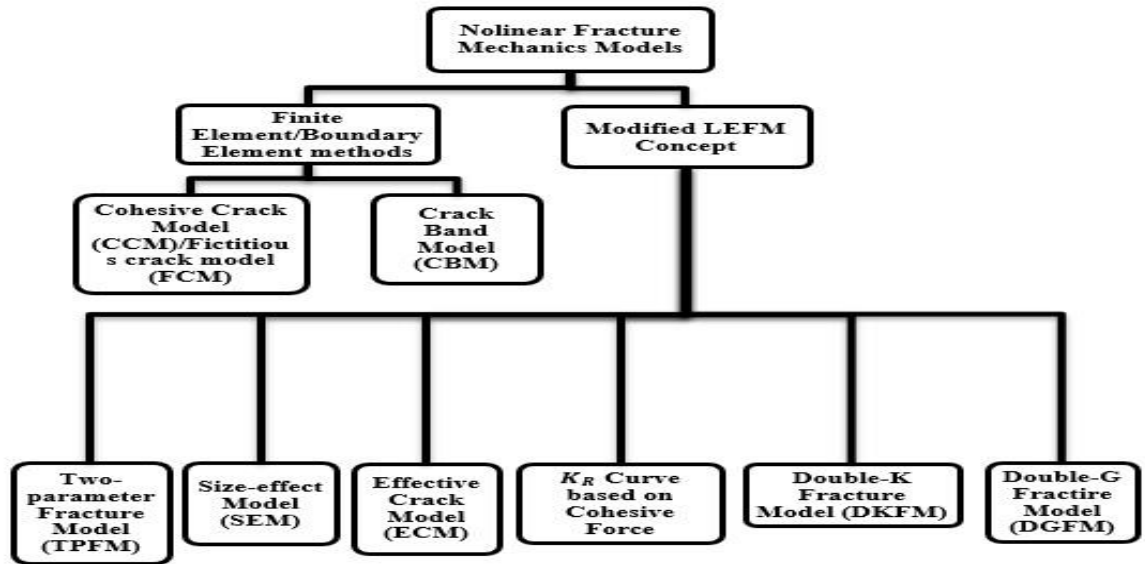 Nolinear Fracture
Mechanics Models
Finite
Element/Boundary
Element methods
Modified LEFM
Concept
Cohesive Crack
Model
(CCM)/Fictitiou
s crack model
(FCM)
Crack
Band
Model
(CBM)
Two-
parameter
Fracture
Model
(TPFM)
Size-effect
Model
(SEM)
Effective
Crack
Model
(ECM)
K_R Curve
based on
Cohesive
Force
Double-K
Fracture
Model (DKFM)
Double-G
Fractire
Model
(DGFM)